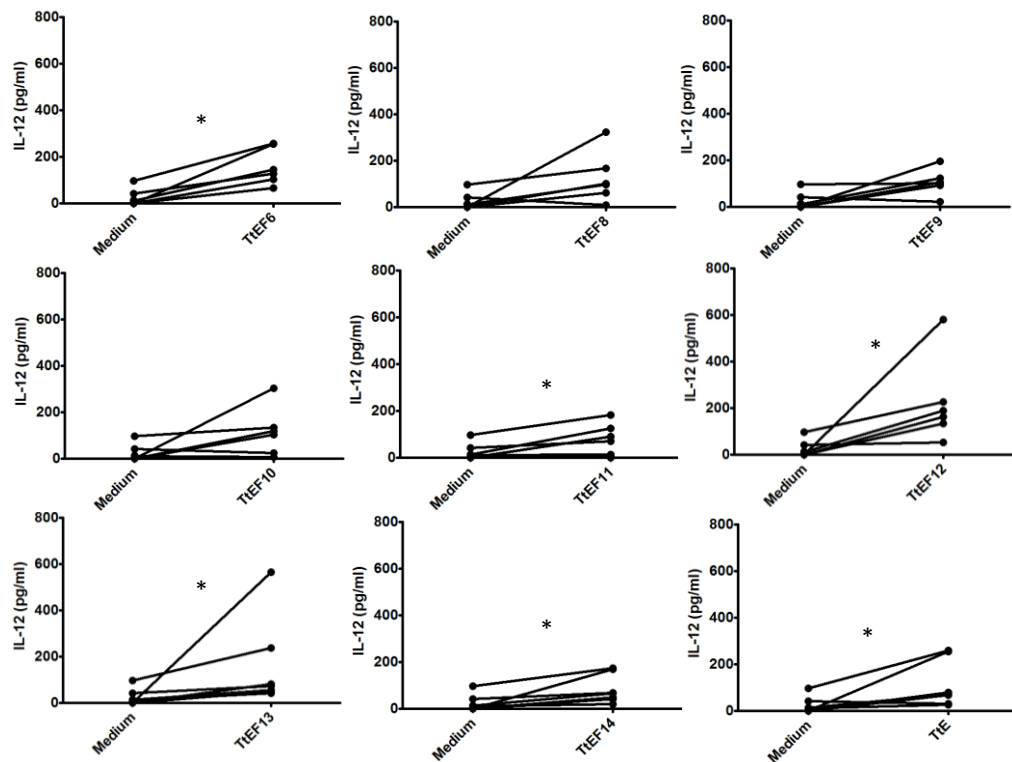 800
600
400
200
0
IL-12 (pg/ml)
*
Medium
TtEF6
800
600
400
200
0
IL-12 (pg/ml)
Medium
TtEF8
800
600
400
200
0
IL-12 (pg/ml)
Medium
TtEF9
800
600
400
200
0
IL-12 (pg/ml)
Medium
TtEF10
800
600
400
200
0
IL-12 (pg/ml)
*
Medium
TtEF11
800
600
400
200
0
IL-12 (pg/ml)
*
Medium
TtEF12
800
600
400
200
0
IL-12 (pg/ml)
*
Medium
TtEF13
800
600
400
200
0
IL-12 (pg/ml)
*
Medium
TtEF14
800
600
400
200
0
IL-12 (pg/ml)
*
Medium
TtE